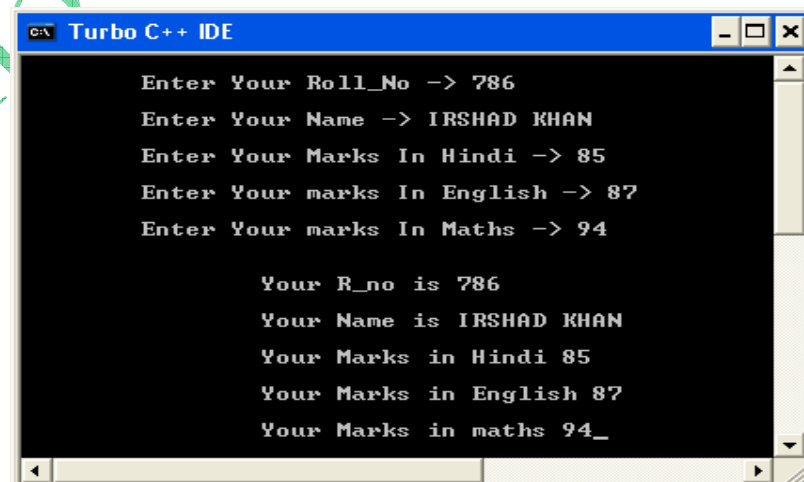 Turbo C++ IDE
Enter Your Roll_No -> 786
Enter Your Name -> IRSHAD KHAN
Enter Your Marks In Hindi -> 85
Enter Your marks In English -> 87
Enter Your marks In Maths -> 94
Your R_no is 786
Your Name is IRSHAD KHAN
Your Marks in Hindi 85
Your Marks in English 87
Your Marks in maths 94_